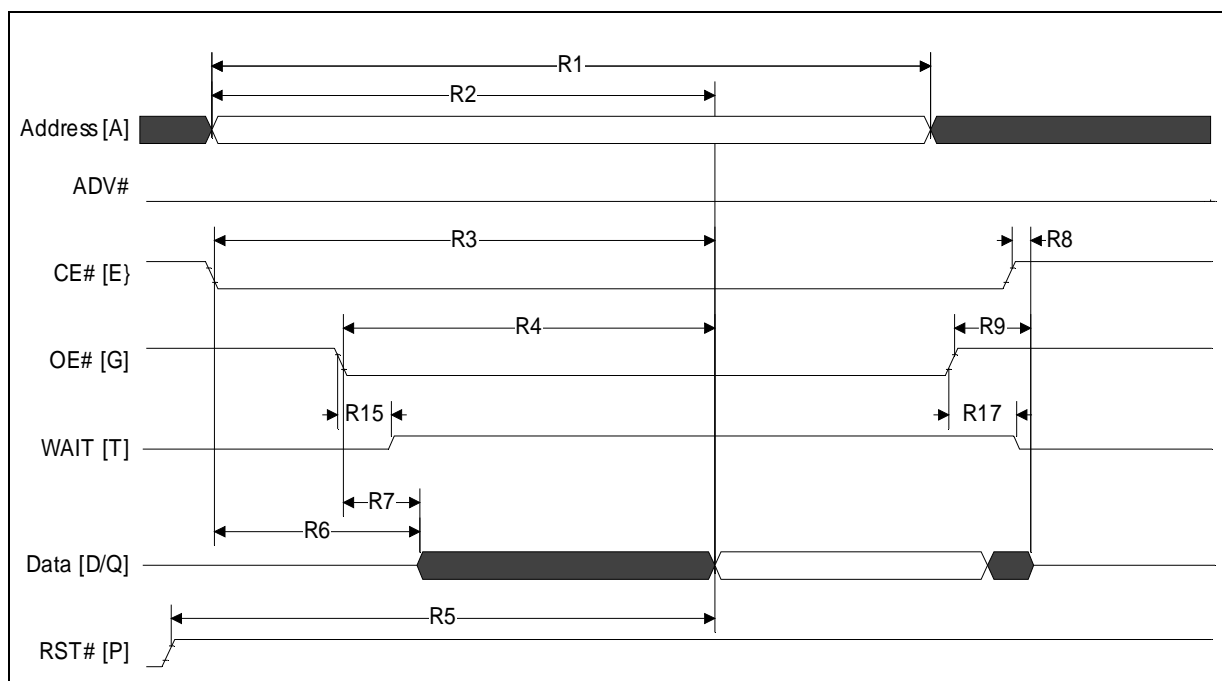 R1
R2
Address [A]
ADV#
R3
R8
CE# [E}
R4
R9
OE# [G]
R15
R17
WAIT [T]
R7
R6
Data [D/Q]
R5
RST# [P]